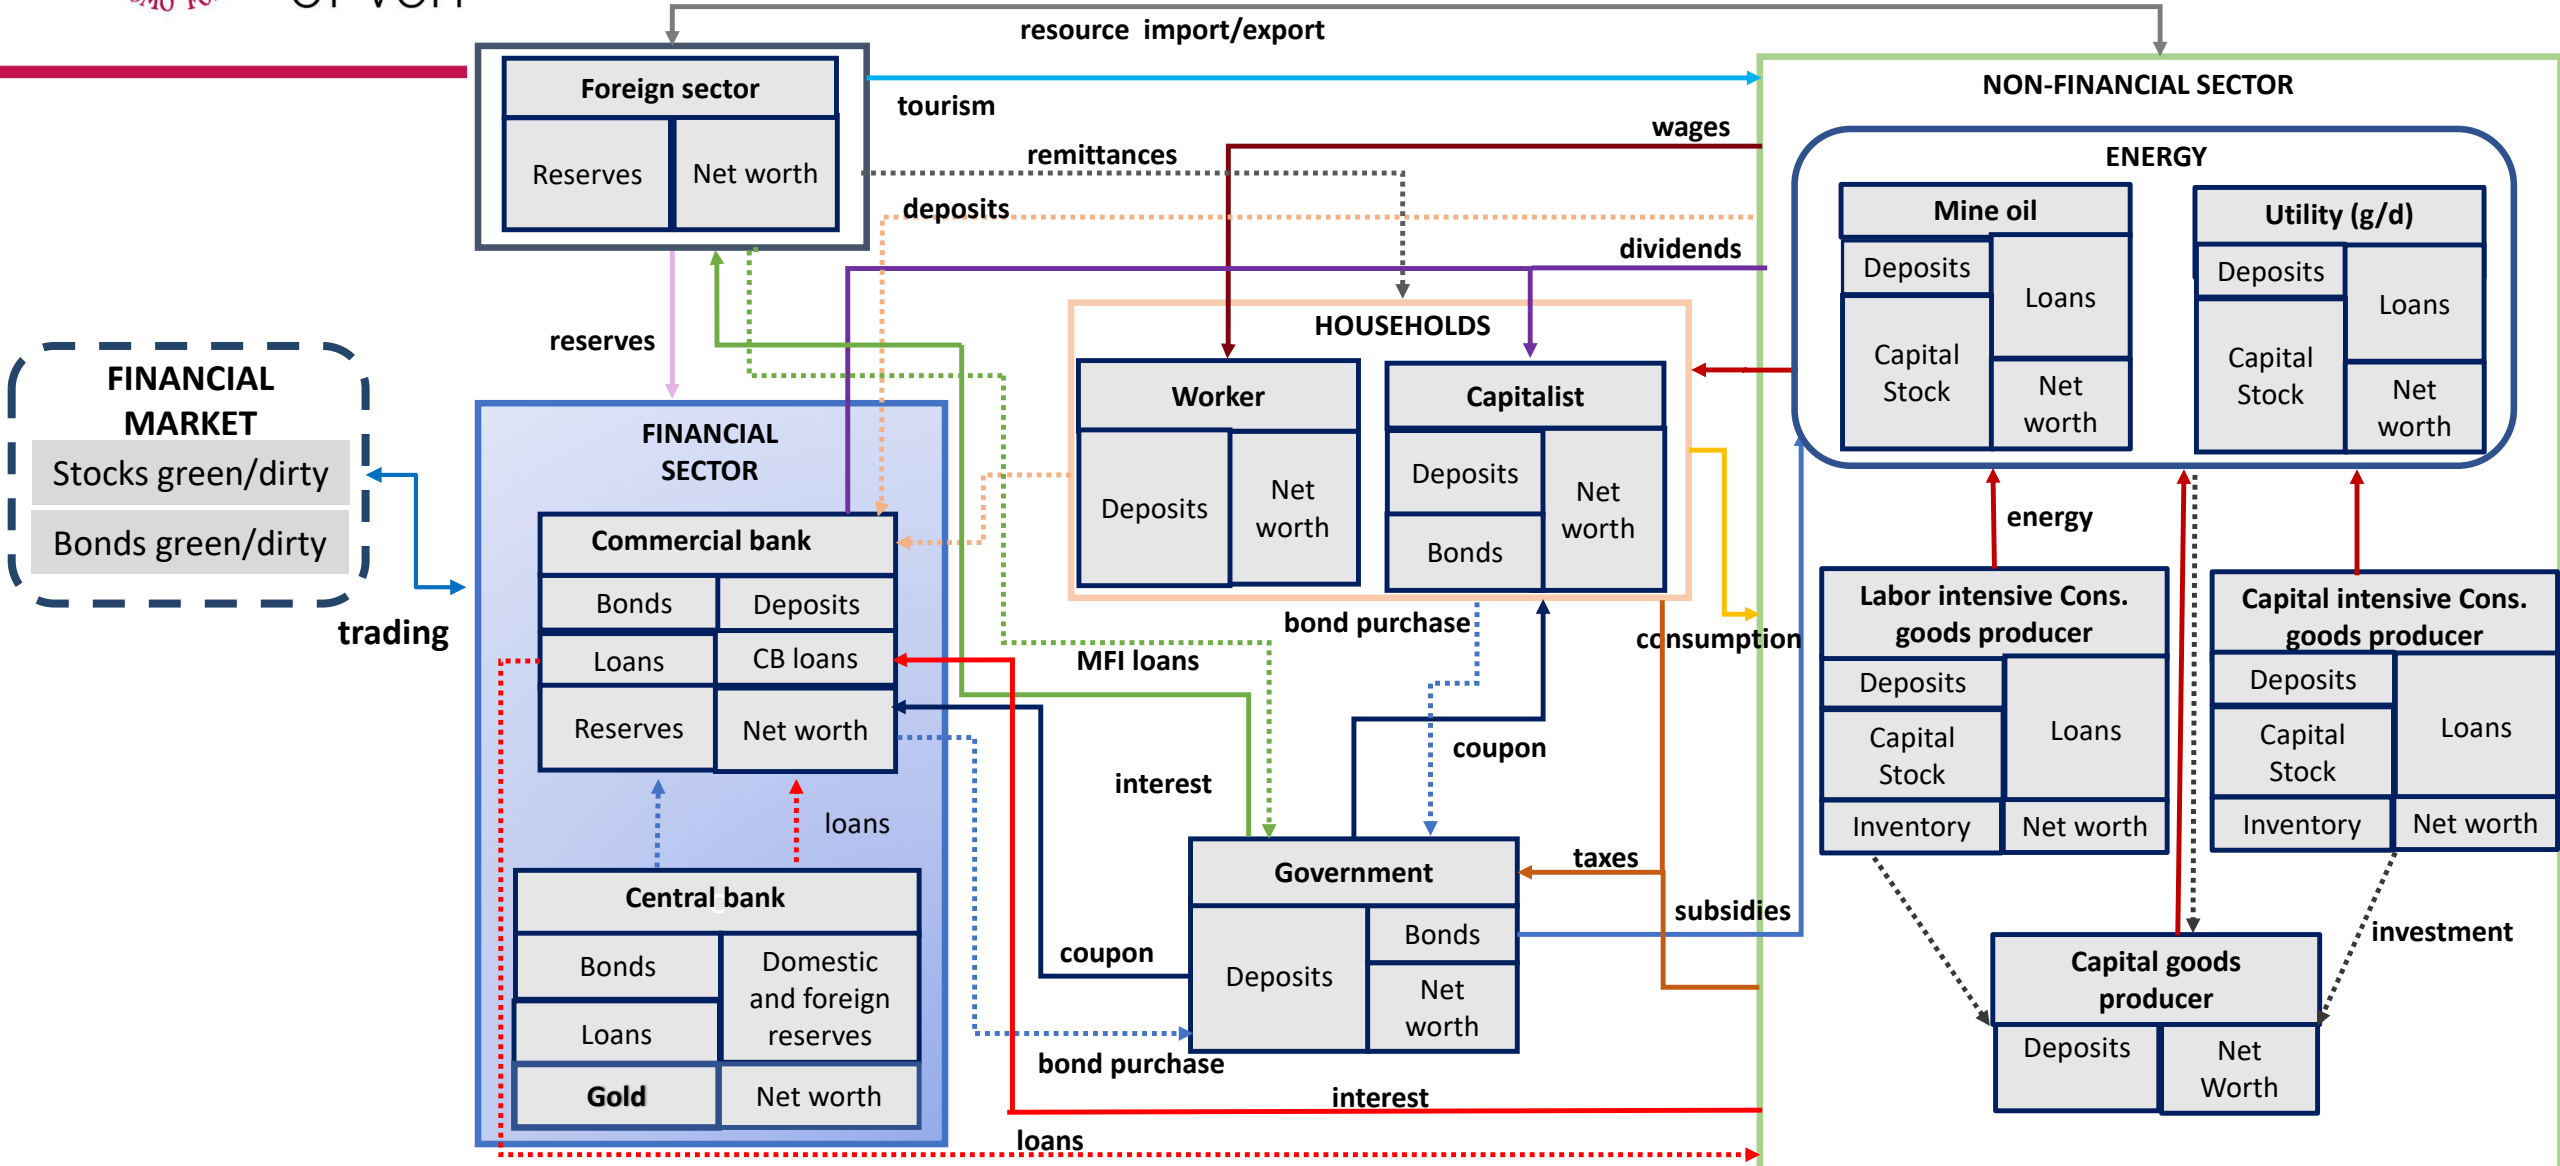 resource import/export
Foreign sector
Reserves
Net worth
tourism
remittances
deposits
wages
dividends
reserves
NON-FINANCIAL SECTOR
ENERGY
Mine oil
Deposits
Loans
Capital
Stock
Net
worth
Utility (g/d)
Deposits
Loans
Capital
Stock
Net
worth
FINANCIAL
MARKET
Stocks green/dirty
Bonds green/dirty
trading
FINANCIAL
SECTOR
Commercial bank
Bonds
Deposits
Loans
CB loans
Reserves
Net worth
loans
Central bank
Bonds
Domestic
and foreign
reserves
Loans
Gold
Net worth
HOUSEHOLDS
Worker
Deposits
Net
worth
Capitalist
Deposits
Bonds
Net
worth
bond purchase
MFI loans
consumption
coupon
interest
Government
Deposits
Bonds
Net
worth
taxes
subsidies
coupon
bond purchase
interest
loans
energy
Labor intensive Cons.
goods producer
Deposits
Loans
Capital
Stock
Inventory
Net worth
Capital intensive Cons.
goods producer
Deposits
Loans
Capital
Stock
Inventory
Net worth
investment
Capital goods
producer
Deposits
Net
Worth